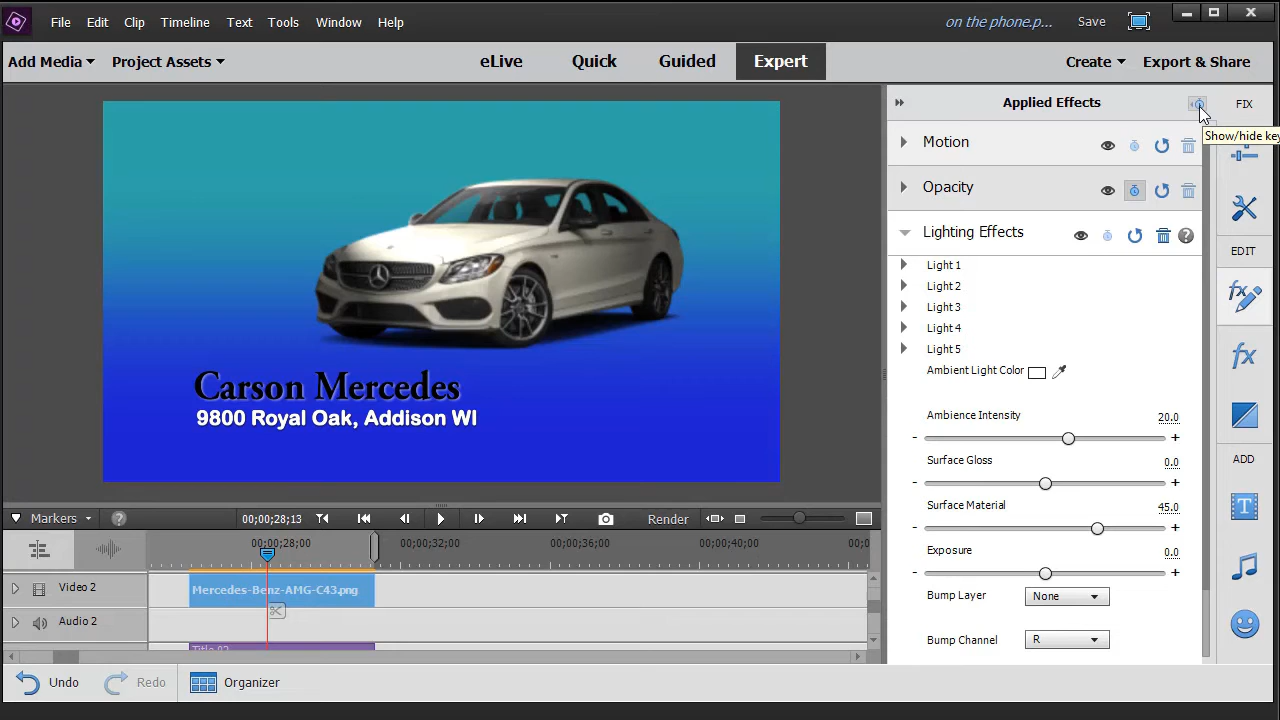 File Edit Clip Timeline Text Tools Window Help on the phone.p... Save
Add Media Project Assets eLive Quick Guided Expert Create Export & Share
Applied Effects FIX
Show/hide key
Motion
Opacity
Lighting Effects
EDIT
Light 1
Light 2
Light 3
Light 4
Light 5
Ambient Light Color
Ambience Intensity 20.0
- +
Surface Gloss 0.0
- +
Surface Material 45.0
- +
Exposure 0.0
- +
Bump Layer None
Bump Channel R
fx
ADD
T
Carson Mercedes
9800 Royal Oak, Addison WI
Markers 00;00;28;13 Render
00;00;28;00 00;00;32;00 00;00;36;00 00;00;40;00
Video 2 Mercedes-Benz-AMG-C43.png
Audio 2
Undo Redo Organizer